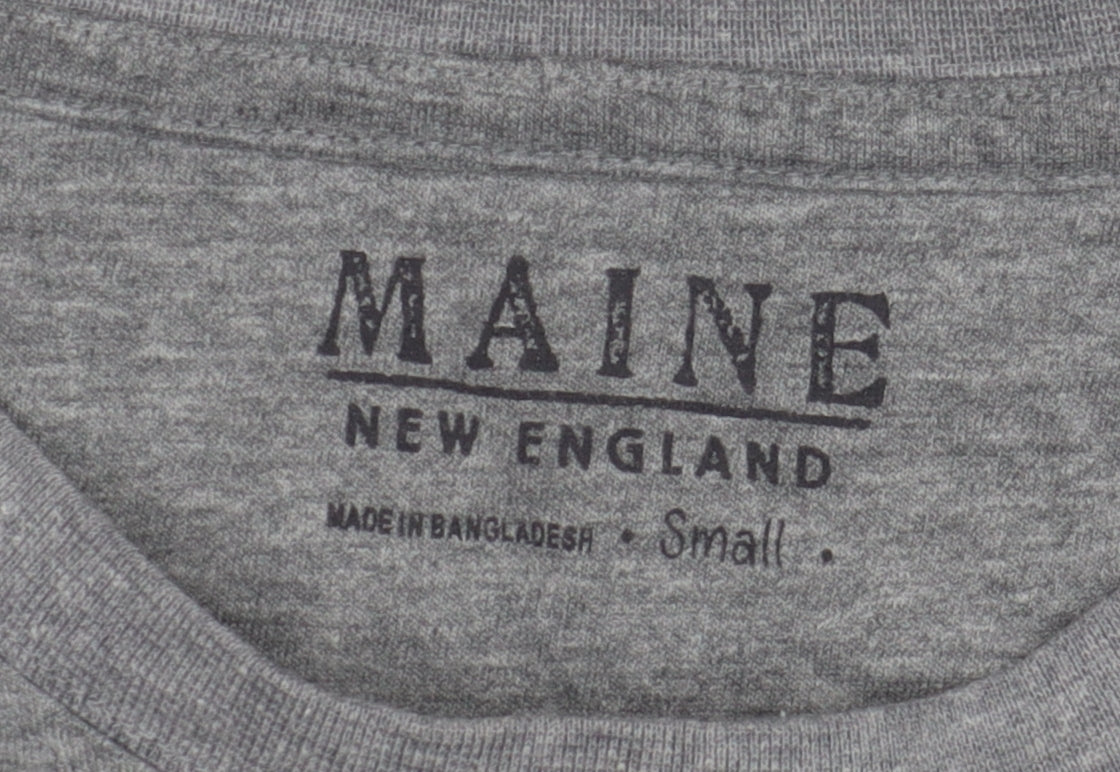 MAINE
NEW ENGLAND
MADE IN BANGLADESH • Small •